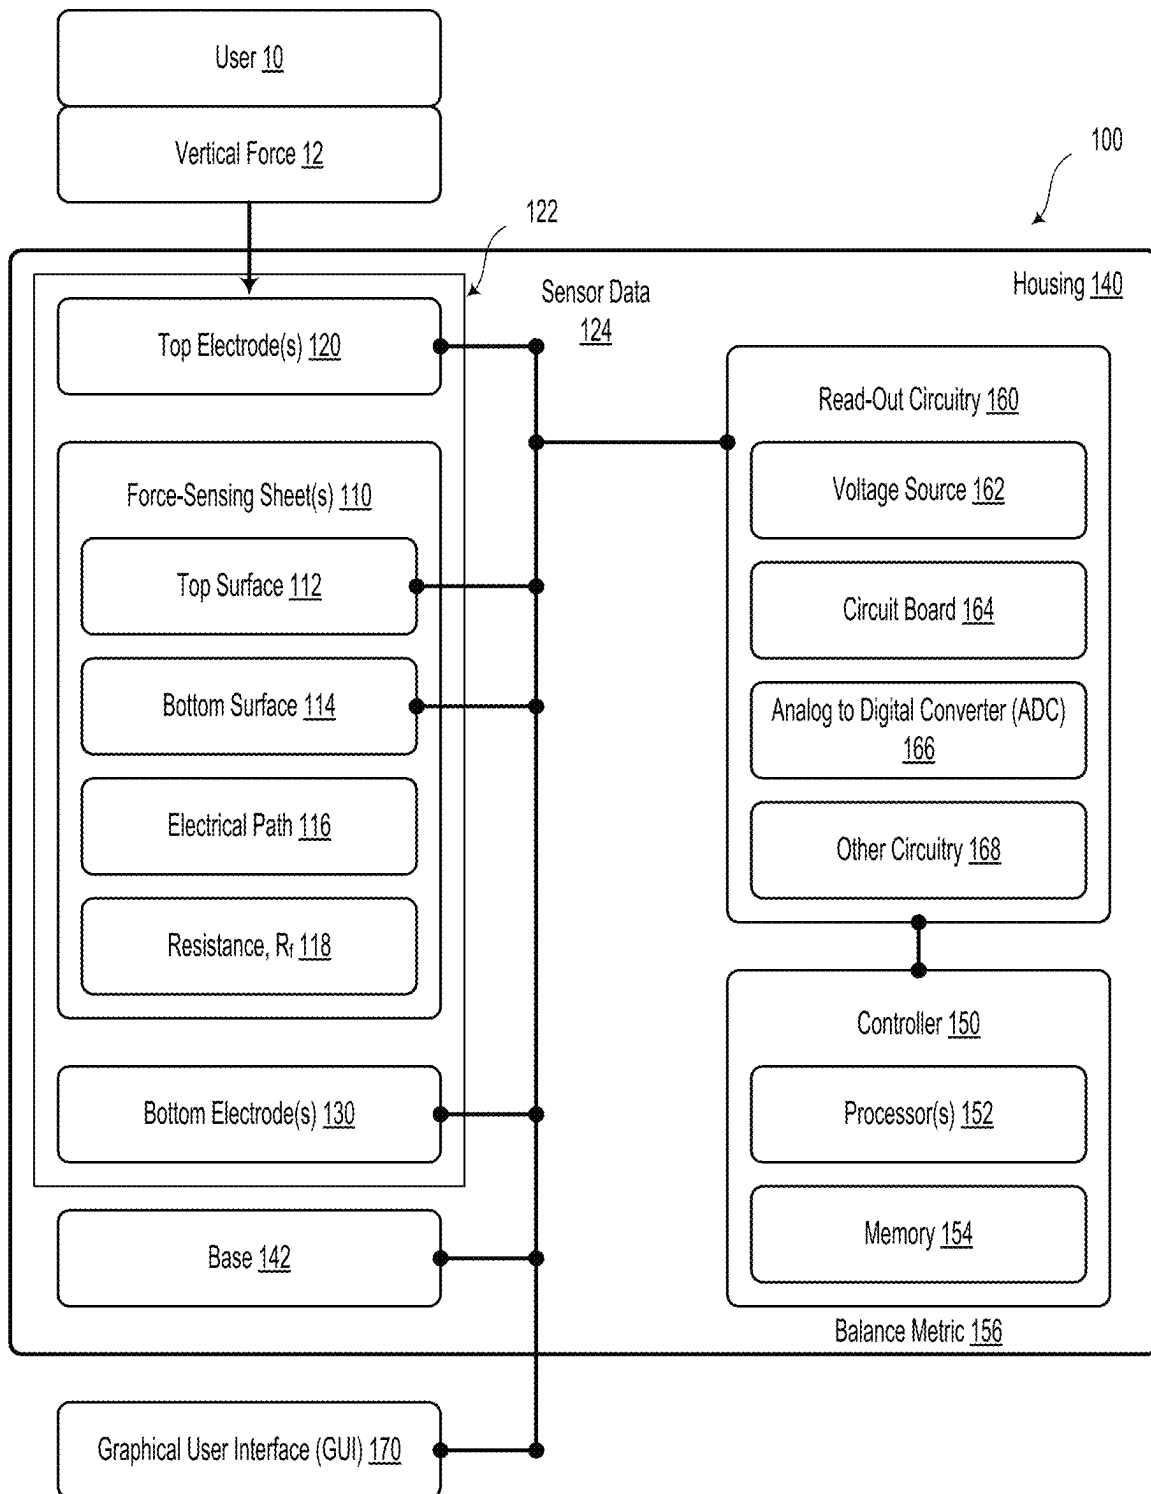 User 10
Vertical Force 12
100
122
Sensor Data
124
Housing 140
Top Electrode(s) 120
Force-Sensing Sheet(s) 110
Top Surface 112
Bottom Surface 114
Electrical Path 116
Resistance, Rf 118
Bottom Electrode(s) 130
Base 142
Read-Out Circuitry 160
Voltage Source 162
Circuit Board 164
Analog to Digital Converter (ADC)
166
Other Circuitry 168
Controller 150
Processor(s) 152
Memory 154
Balance Metric 156
Graphical User Interface (GUI) 170